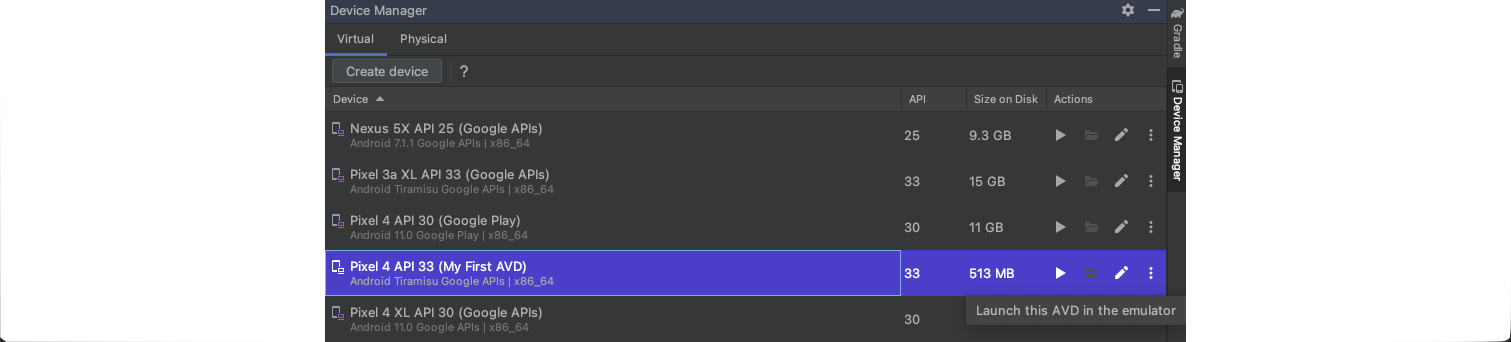 Device Manager
Virtual Physical
Create device ?
Device API Size on Disk Actions
Nexus 5X API 25 (Google APIs) 25 9.3 GB
Android 7.1.1 Google APIs | x86_64
Pixel 3a XL API 33 (Google APIs) 33 15 GB
Android Tiramisu Google APIs | x86_64
Pixel 4 API 30 (Google Play) 30 11 GB
Android 11.0 Google Play | x86_64
Pixel 4 API 33 (My First AVD) 33 513 MB
Android Tiramisu Google APIs | x86_64
Pixel 4 XL API 30 (Google APIs) 30
Android 11.0 Google APIs | x86_64
Launch this AVD in the emulator
Gradle
Device Manager